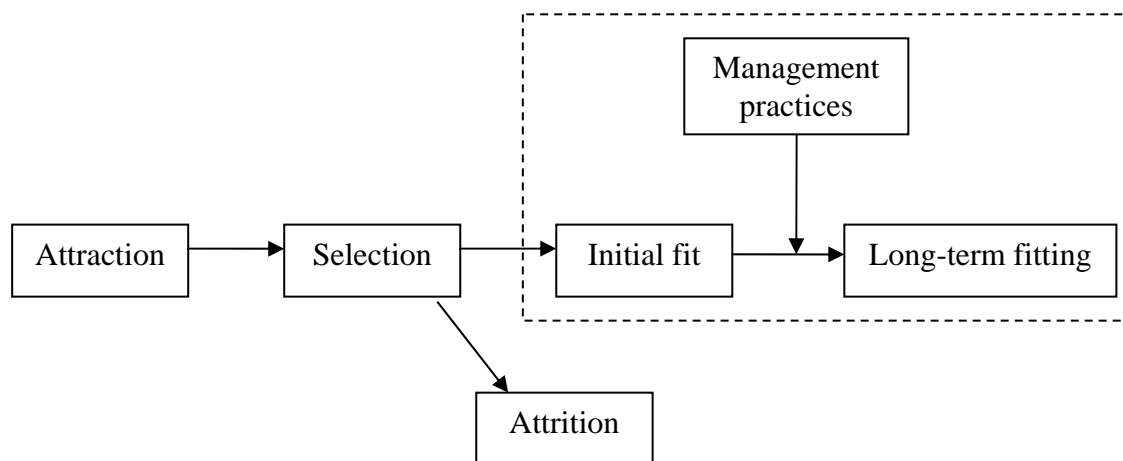 Management
practices
Attraction
Selection
Initial fit
Long-term fitting
Attrition